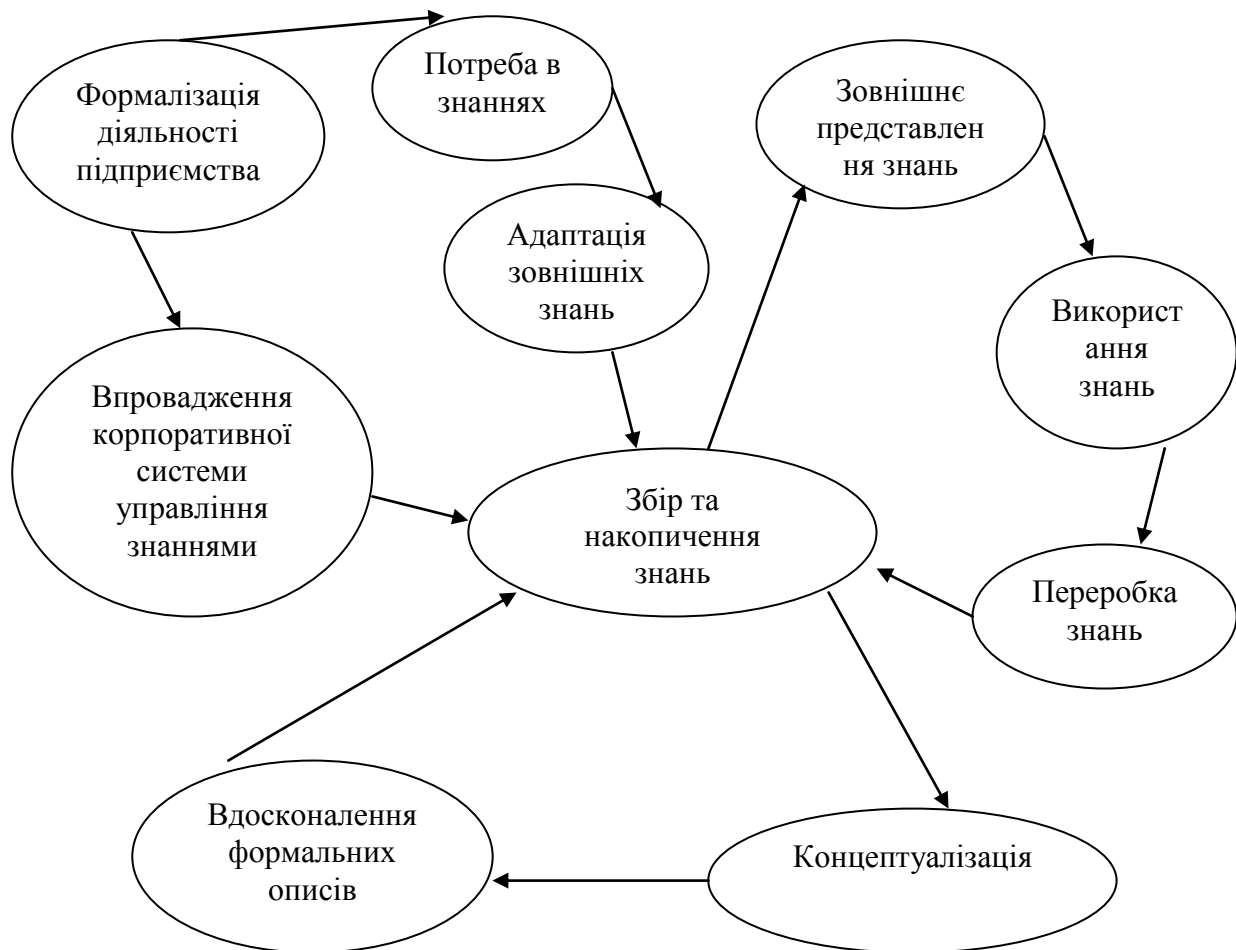 Формалізація
діяльності
підприємства
Потреба в
знаннях
Зовнішнє
представлен
ня знань
Адаптація
зовнішніх
знань
Використ
ання
знань
Впровадження
корпоративної
системи
управління
знаннями
Збір та
накопичення
знань
Переробка
знань
Вдосконалення
формальних
описів
Концептуалізація